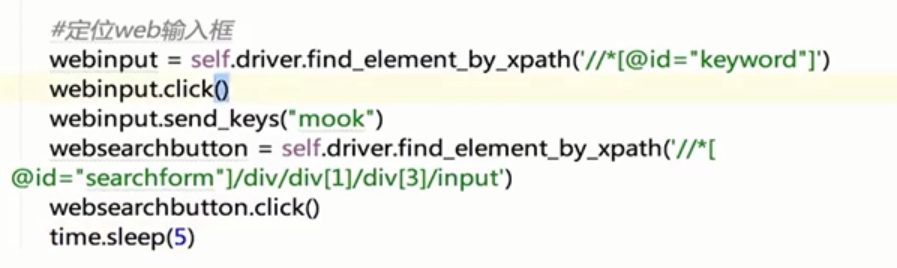 #定位web输入框
webinput = self.driver.find_element_by_xpath('//*[@id="keyword"]')
webinput.click()
webinput.send_keys("mook")
websearchbutton = self.driver.find_element_by_xpath('//*[
@id="searchform"]/div/div[1]/div[3]/input')
websearchbutton.click()
time.sleep(5)